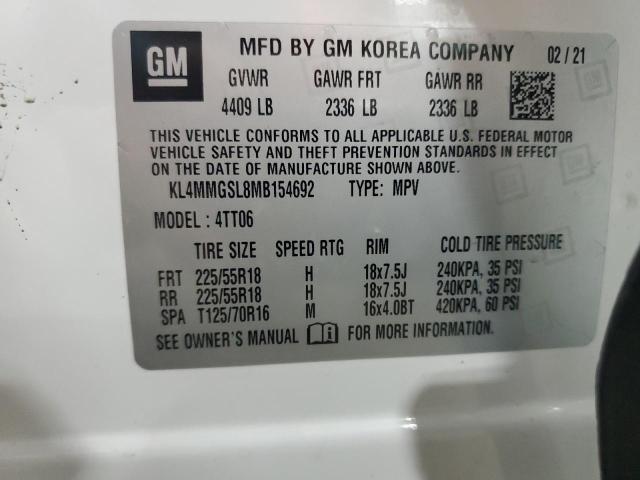 GM
MFD BY GM KOREA COMPANY 02 / 21
GVWR GAWR FRT GAWR RR
4409 LB 2336 LB 2336 LB
THIS VEHICLE CONFORMS TO ALL APPLICABLE U.S. FEDERAL MOTOR
VEHICLE SAFETY AND THEFT PREVENTION STANDARDS IN EFFECT
ON THE DATE OF MANUFACTURE SHOWN ABOVE.
KL4MMGSL8MB154692 TYPE: MPV
MODEL : 4TT06
TIRE SIZE SPEED RTG RIM COLD TIRE PRESSURE
FRT 225/55R18 H 18x7.5J 240KPA, 35 PSI
RR 225/55R18 H 18x7.5J 240KPA, 35 PSI
SPA T125/70R16 M 16x4.0BT 420KPA, 60 PSI
SEE OWNER'S MANUAL FOR MORE INFORMATION.